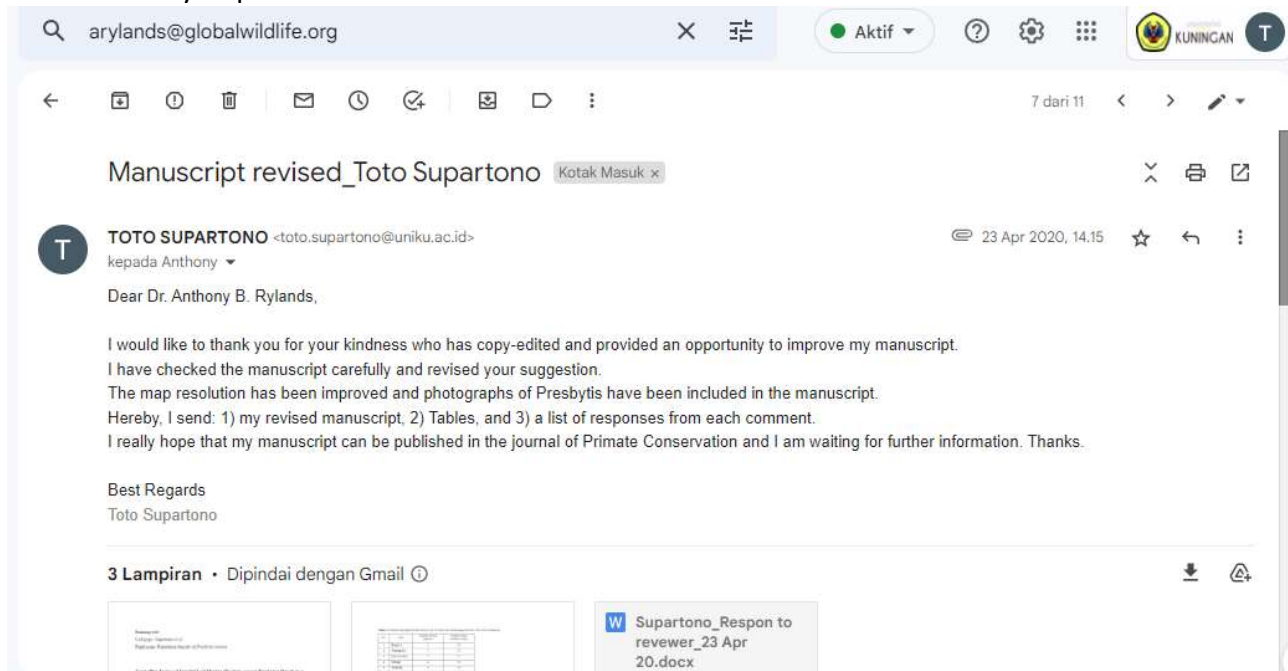 arylands@globalwildlife.org
Aktif
KUNINGAN
T
7 dari 11
Manuscript revised_Toto Supartono Kotak Masuk x
T
TOTO SUPARTONO <toto.supartono@uniku.ac.id>
23 Apr 2020, 14.15
kepada Anthony
Dear Dr. Anthony B. Rylands,
I would like to thank you for your kindness who has copy-edited and provided an opportunity to improve my manuscript.
I have checked the manuscript carefully and revised your suggestion.
The map resolution has been improved and photographs of Presbytis have been included in the manuscript.
Hereby, I send: 1) my revised manuscript, 2) Tables, and 3) a list of responses from each comment.
I really hope that my manuscript can be published in the journal of Primate Conservation and I am waiting for further information. Thanks.
Best Regards
Toto Supartono
3 Lampiran • Dipindai dengan Gmail
W Supartono_Respon to
revewer_23 Apr
20.docx